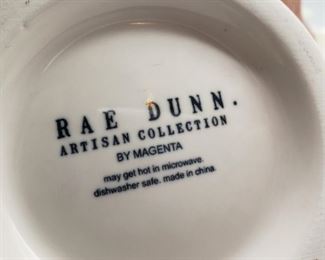 RAE DUNN.
ARTISAN COLLECTION
BY MAGENTA
may get hot in microwave.
dishwasher safe. made in china.